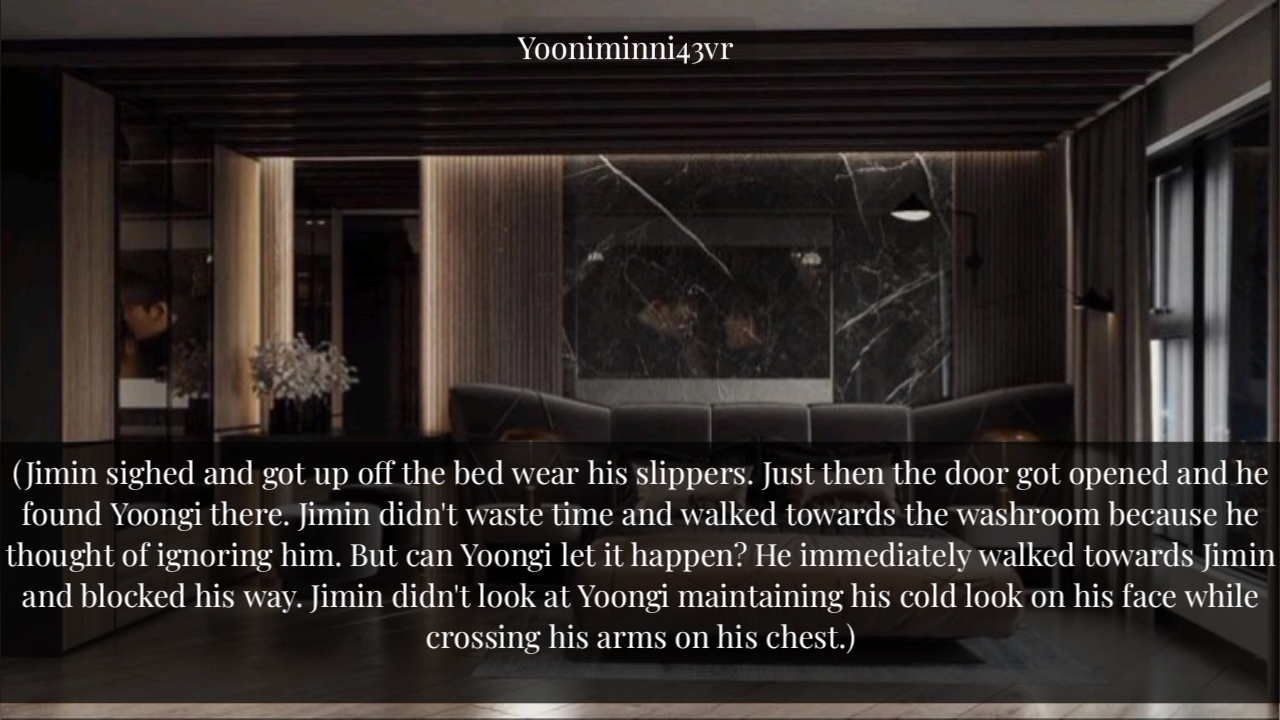 Yooniminni43vr
(Jimin sighed and got up off the bed wear his slippers. Just then the door got opened and he
found Yoongi there. Jimin didn't waste time and walked towards the washroom because he
thought of ignoring him. But can Yoongi let it happen? He immediately walked towards Jimin
and blocked his way. Jimin didn't look at Yoongi maintaining his cold look on his face while
crossing his arms on his chest.)